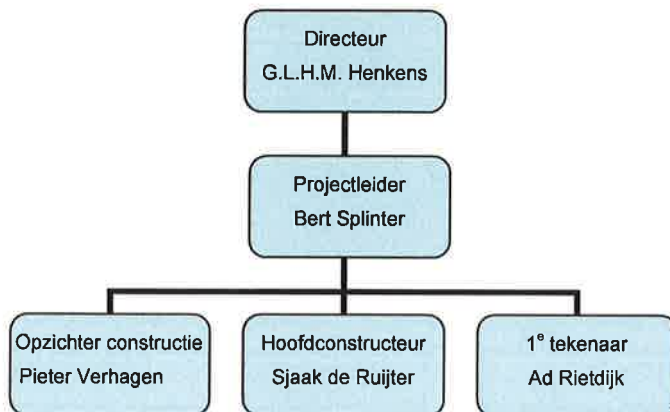 Directeur
G.L.H.M. Henkens
Projectleider
Bert Splinter
Opzichter constructie
Pieter Verhagen
Hoofdconstructeur
Sjaak de Ruijter
1e tekenaar
Ad Rietdijk